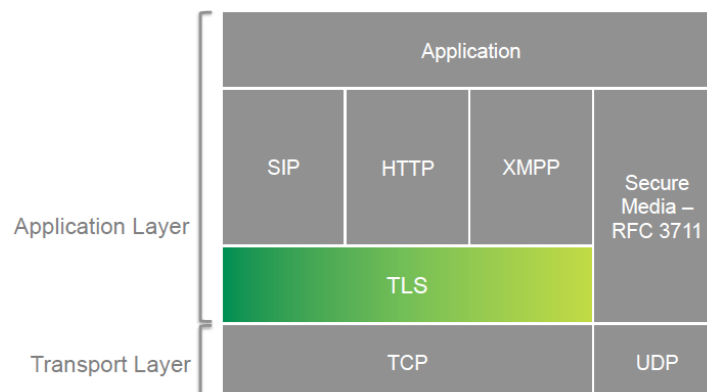 Application
SIP
HTTP
XMPP
Secure
Media –
RFC 3711
Application Layer
TLS
Transport Layer
TCP
UDP